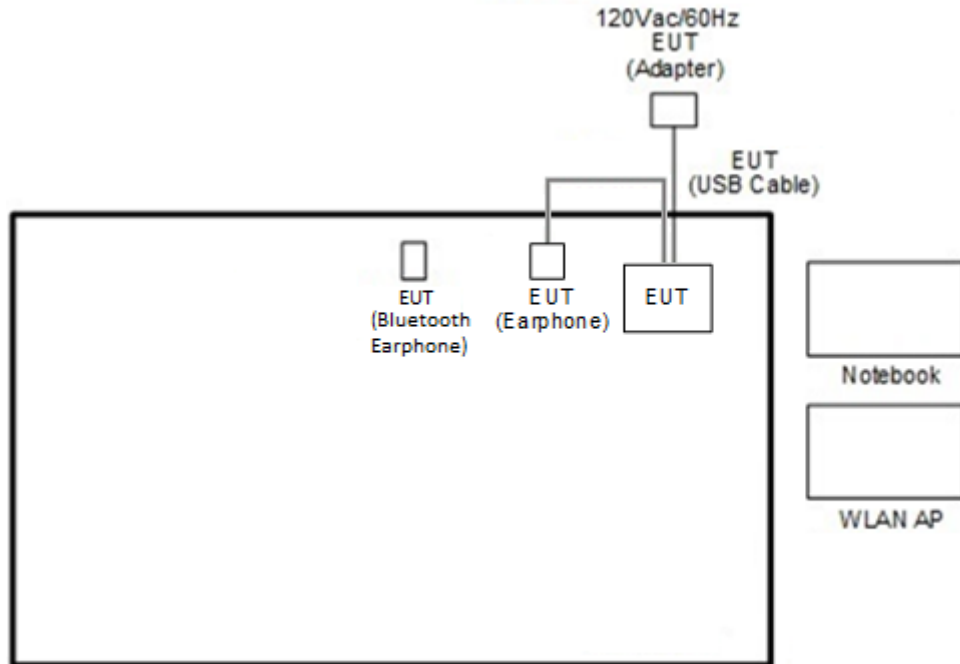 120Vac/60Hz
EUT
(Adapter)
EUT
(USB Cable)
EUT
(Bluetooth
Earphone)
EUT
(Earphone)
EUT
Notebook
WLAN AP